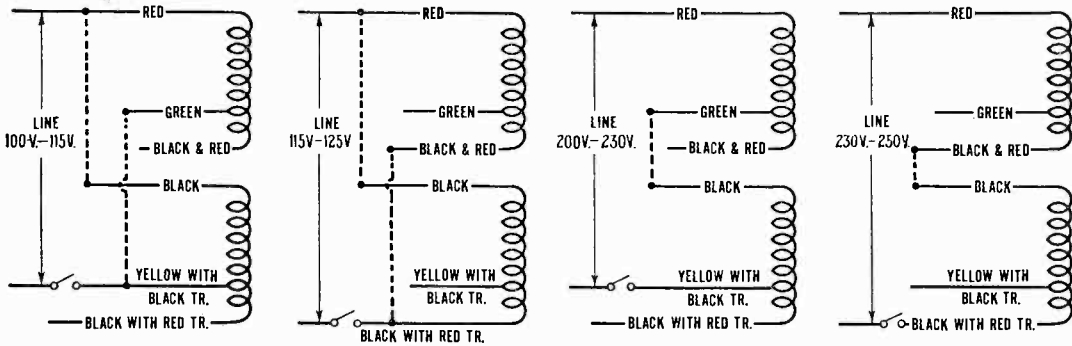 RED
GREEN
LINE
100V.-115V.
BLACK & RED
BLACK
YELLOW WITH
BLACK TR.
BLACK WITH RED TR.
RED
GREEN
LINE
115V-125V
BLACK & RED
BLACK
YELLOW WITH
BLACK TR.
BLACK WITH RED TR.
RED
GREEN
LINE
200V.-230V.
BLACK & RED
BLACK
YELLOW WITH
BLACK TR.
BLACK WITH RED TR.
RED
GREEN
LINE
230V.-250V.
BLACK & RED
BLACK
YELLOW WITH
BLACK TR.
BLACK WITH RED TR.